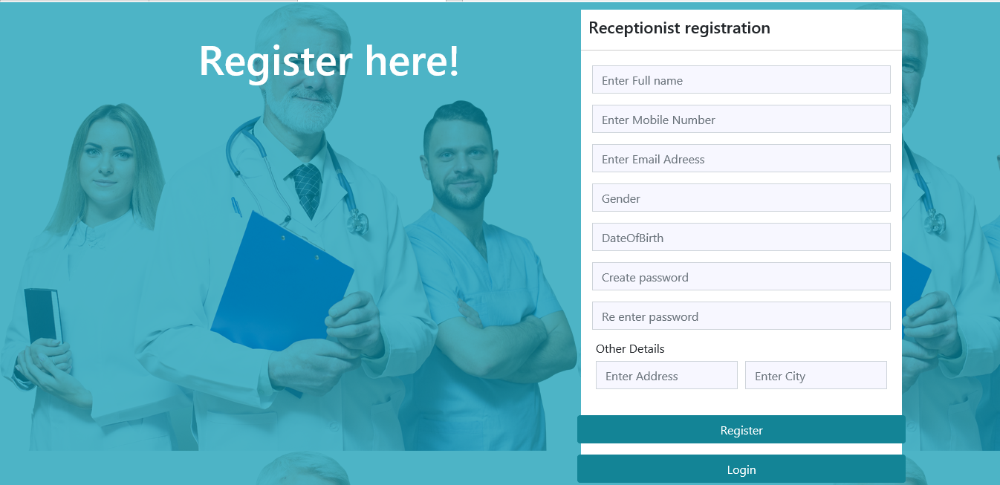 Register here!
Receptionist registration
Enter Full name
Enter Mobile Number
Enter Email Adreess
Gender
DateOfBirth
Create password
Re enter password
Other Details
Enter Address
Enter City
Register
Login